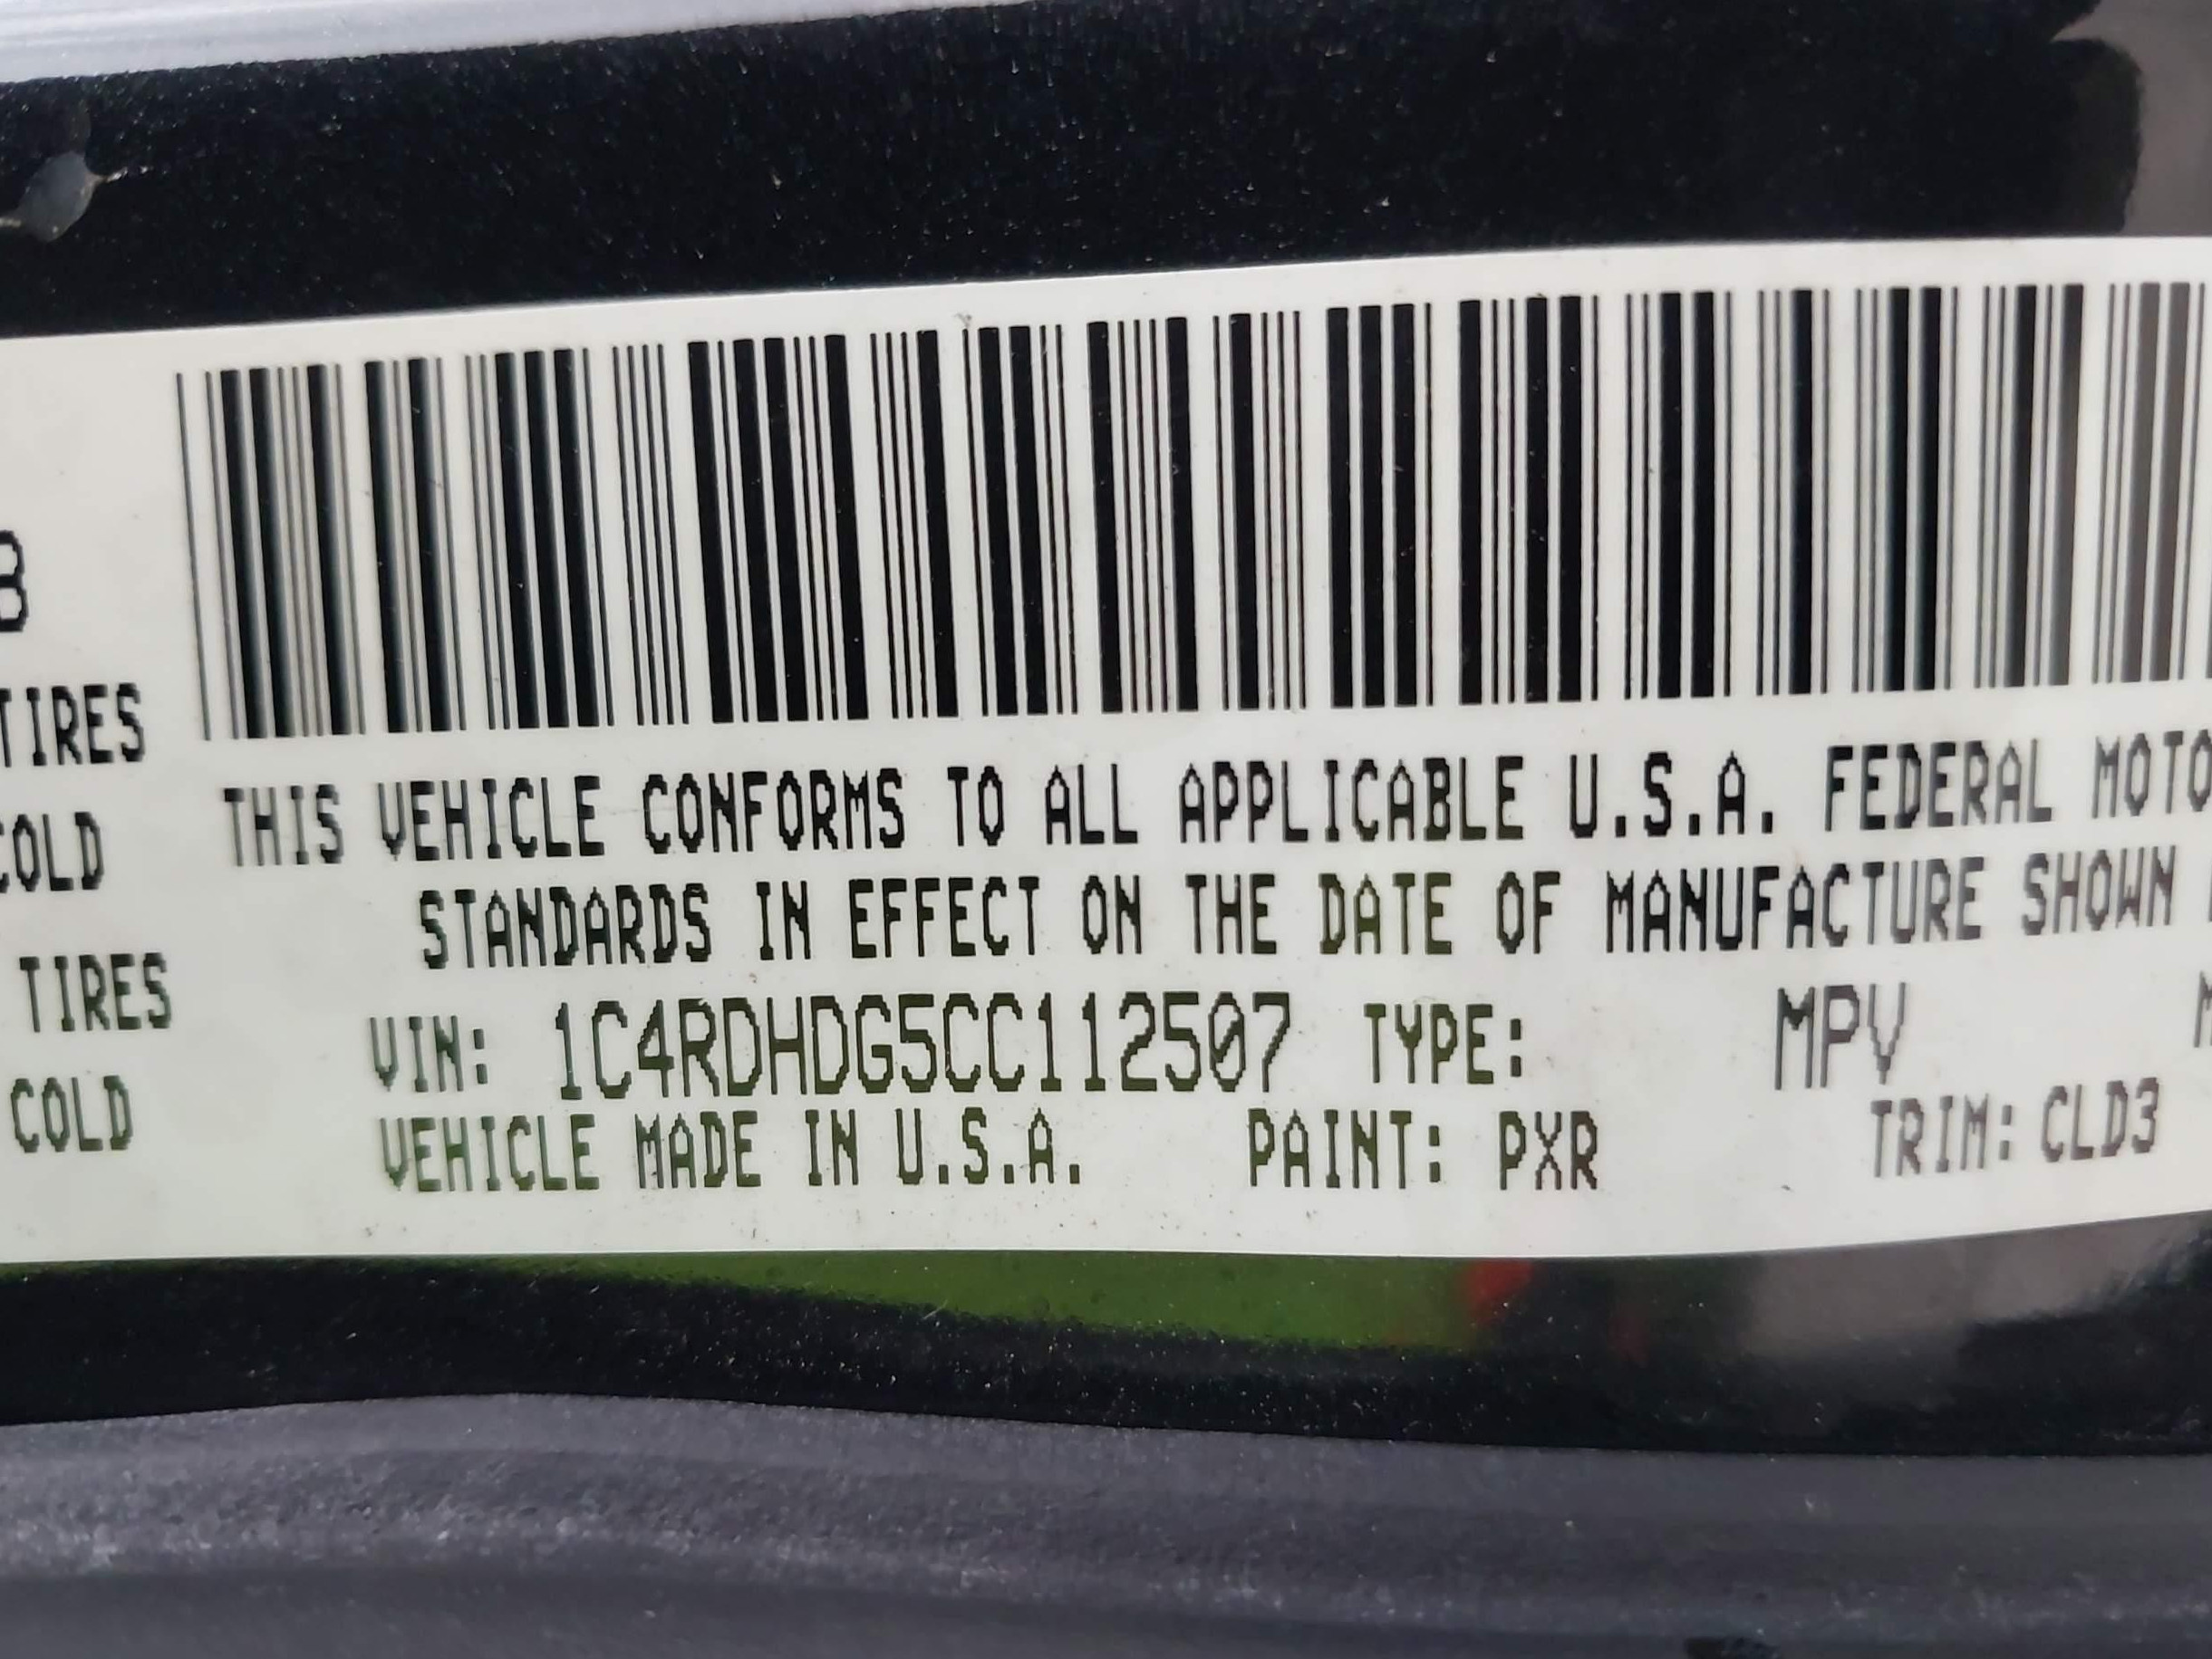 8
TIRES
COLD
TIRES
COLD
THIS VEHICLE CONFORMS TO ALL APPLICABLE U.S.A. FEDERAL MOTO
STANDARDS IN EFFECT ON THE DATE OF MANUFACTURE SHOWN
VIN: 1C4RDHDG5CC112507 TYPE: MPV M
VEHICLE MADE IN U.S.A. PAINT: PXR TRIM: CLD3